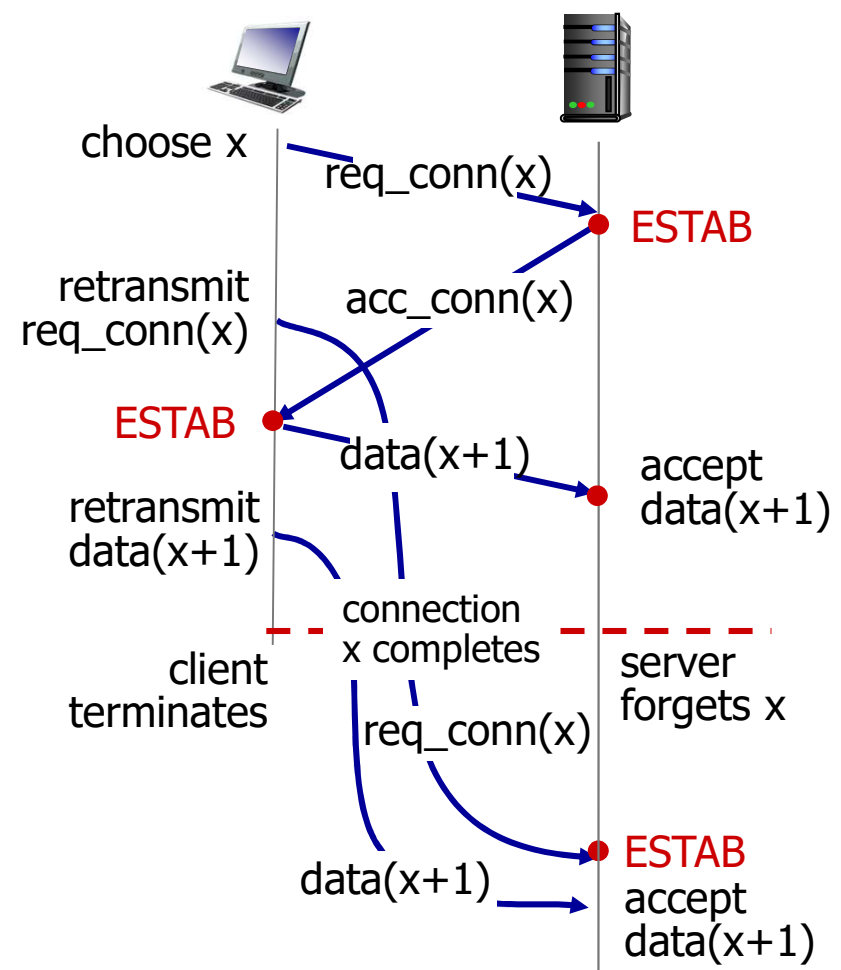 choose x
req_conn(x)
ESTAB
retransmit
req_conn(x)
acc_conn(x)
ESTAB
data(x+1)
accept
data(x+1)
retransmit
data(x+1)
connection
x completes
client
terminates
server
forgets x
req_conn(x)
data(x+1)
ESTAB
accept
data(x+1)